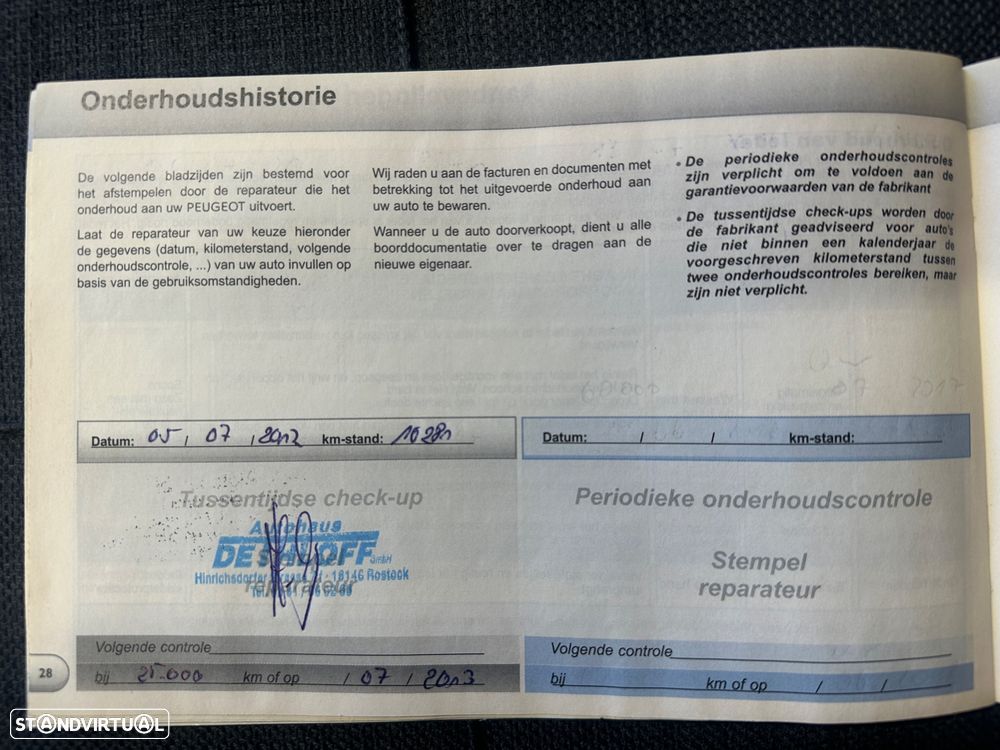 Onderhoudshistorie
De volgende bladzijden zijn bestemd voor
het afstempelen door de reparateur die het
onderhoud aan uw PEUGEOT uitvoert.
Laat de reparateur van uw keuze hieronder
de gegevens (datum, kilometerstand, volgende
onderhoudscontrole, ...) van uw auto invullen op
basis van de gebruiksomstandigheden.
Wij raden u aan de facturen en documenten met
betrekking tot het uitgevoerde onderhoud aan
uw auto te bewaren.
Wanneer u de auto doorverkoopt, dient u alle
boorddocumentatie over te dragen aan de
nieuwe eigenaar.
• De periodieke onderhoudscontroles
zijn verplicht om te voldoen aan de
garantievoorwaarden van de fabrikant
• De tussentijdse check-ups worden door
de fabrikant geadviseerd voor auto's
die niet binnen een kalenderjaar de
voorgeschreven kilometerstand tussen
twee onderhoudscontroles bereiken, maar
zijn niet verplicht.
Datum: 05 / 07 / 2012 km-stand: 10281
Tussentijdse check-up
Autohaus
GmbH
18146 Rostock
reparateur
Volgende controle
bij 25.000 km of op / 07 / 2013
Datum: / / km-stand:
Periodieke onderhoudscontrole
Stempel
reparateur
Volgende controle
bij km of op / /
28
STANDVIRTUAL